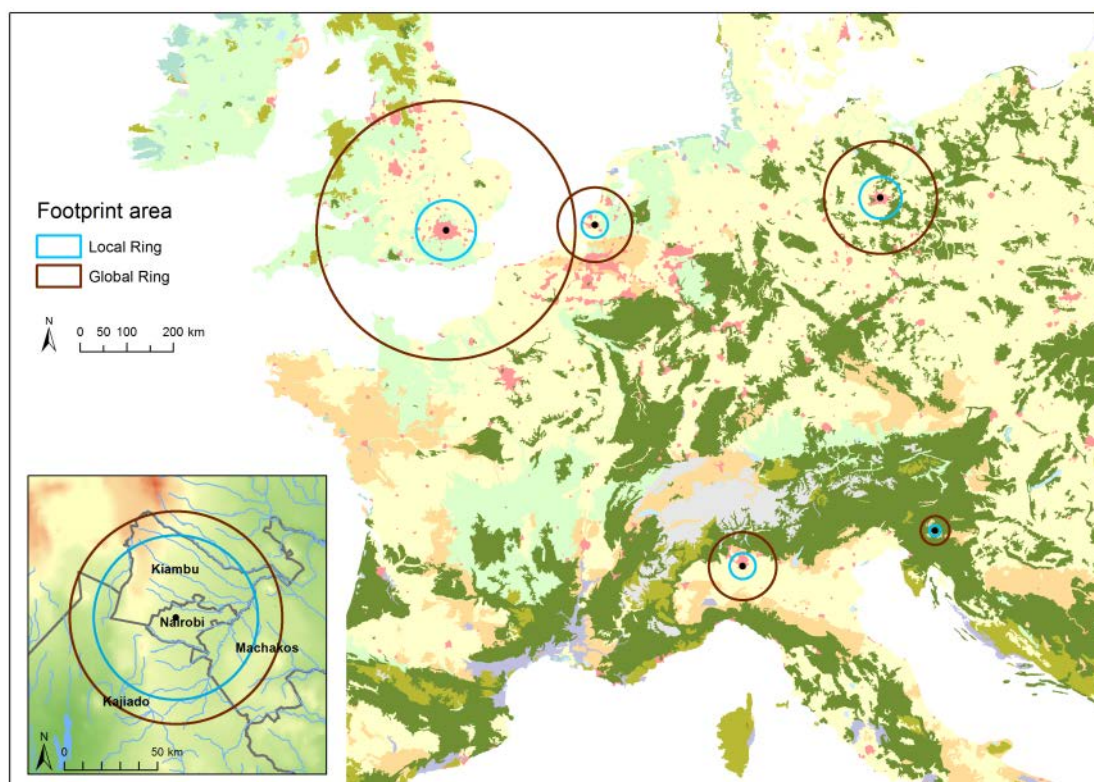 Footprint area
Local Ring
Global Ring
N
0 50 100 200 km
Kiambu
Nairobi
Machakos
Kajiado
N
0 50 km